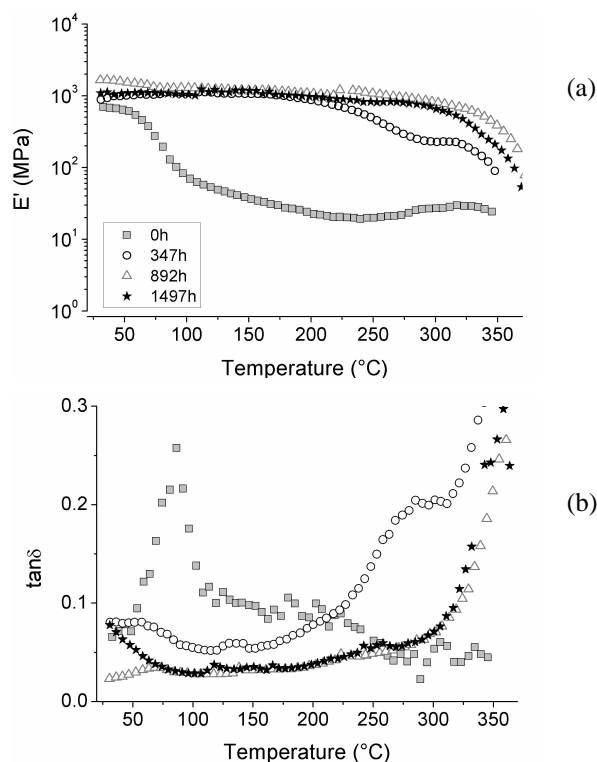 10⁴
(a)
10³
E' (MPa)
10²
10¹
10⁰
0h
347h
892h
1497h
50 100 150 200 250 300 350
Temperature (°C)
0.3
(b)
0.2
tanδ
0.1
0.0
50 100 150 200 250 300 350
Temperature (°C)